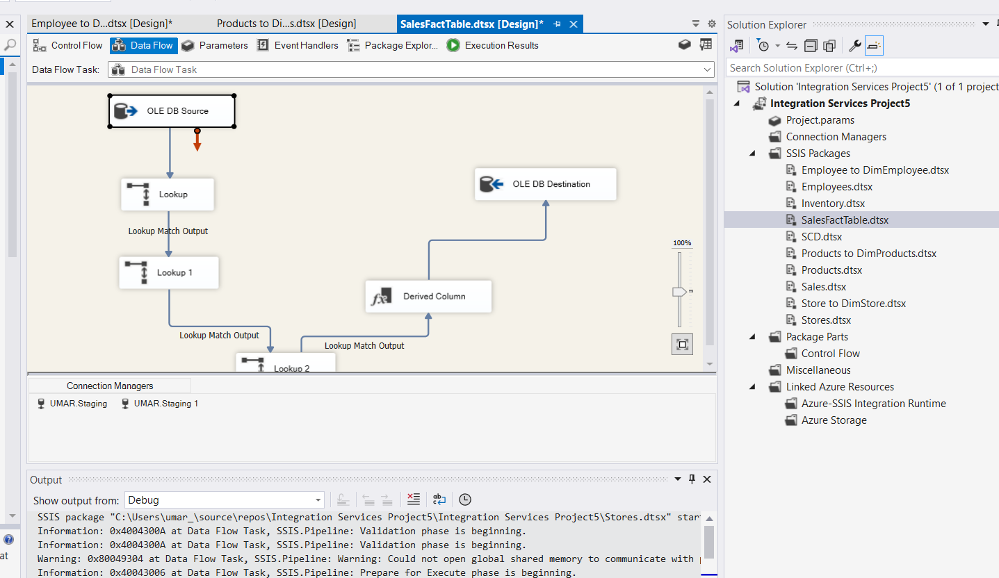 Employee to D...dtsx [Design]*
Products to Di...s.dtsx [Design]
SalesFactTable.dtsx [Design]*
Control Flow
Data Flow
Parameters
Event Handlers
Package Explor...
Execution Results
Data Flow Task:
Data Flow Task
OLE DB Source
Lookup
Lookup Match Output
Lookup 1
Lookup Match Output
Lookup 2
Lookup Match Output
fx
Derived Column
OLE DB Destination
100%
Connection Managers
UMAR.Staging
UMAR.Staging 1
at
Output
Show output from:
Debug
SSIS package "C:\Users\umar_\source\repos\Integration Services Project5\Integration Services Project5\Stores.dtsx"
Information: 0x4004300A at Data Flow Task, SSIS.Pipeline: Validation phase is beginning.
Information: 0x4004300A at Data Flow Task, SSIS.Pipeline: Validation phase is beginning.
Warning: 0x80049304 at Data Flow Task, SSIS.Pipeline: Warning: Could not open global shared memory to communicate with
Information: 0x40043006 at Data Flow Task, SSIS.Pipeline: Prepare for Execute phase is beginning.
Solution Explorer
Search Solution Explorer (Ctrl+;)
Solution 'Integration Services Project5' (1 of 1 project
Integration Services Project5
Project.params
Connection Managers
SSIS Packages
Employee to DimEmployee.dtsx
Employees.dtsx
Inventory.dtsx
SalesFactTable.dtsx
SCD.dtsx
Products to DimProducts.dtsx
Products.dtsx
Sales.dtsx
Store to DimStore.dtsx
Stores.dtsx
Package Parts
Control Flow
Miscellaneous
Linked Azure Resources
Azure-SSIS Integration Runtime
Azure Storage